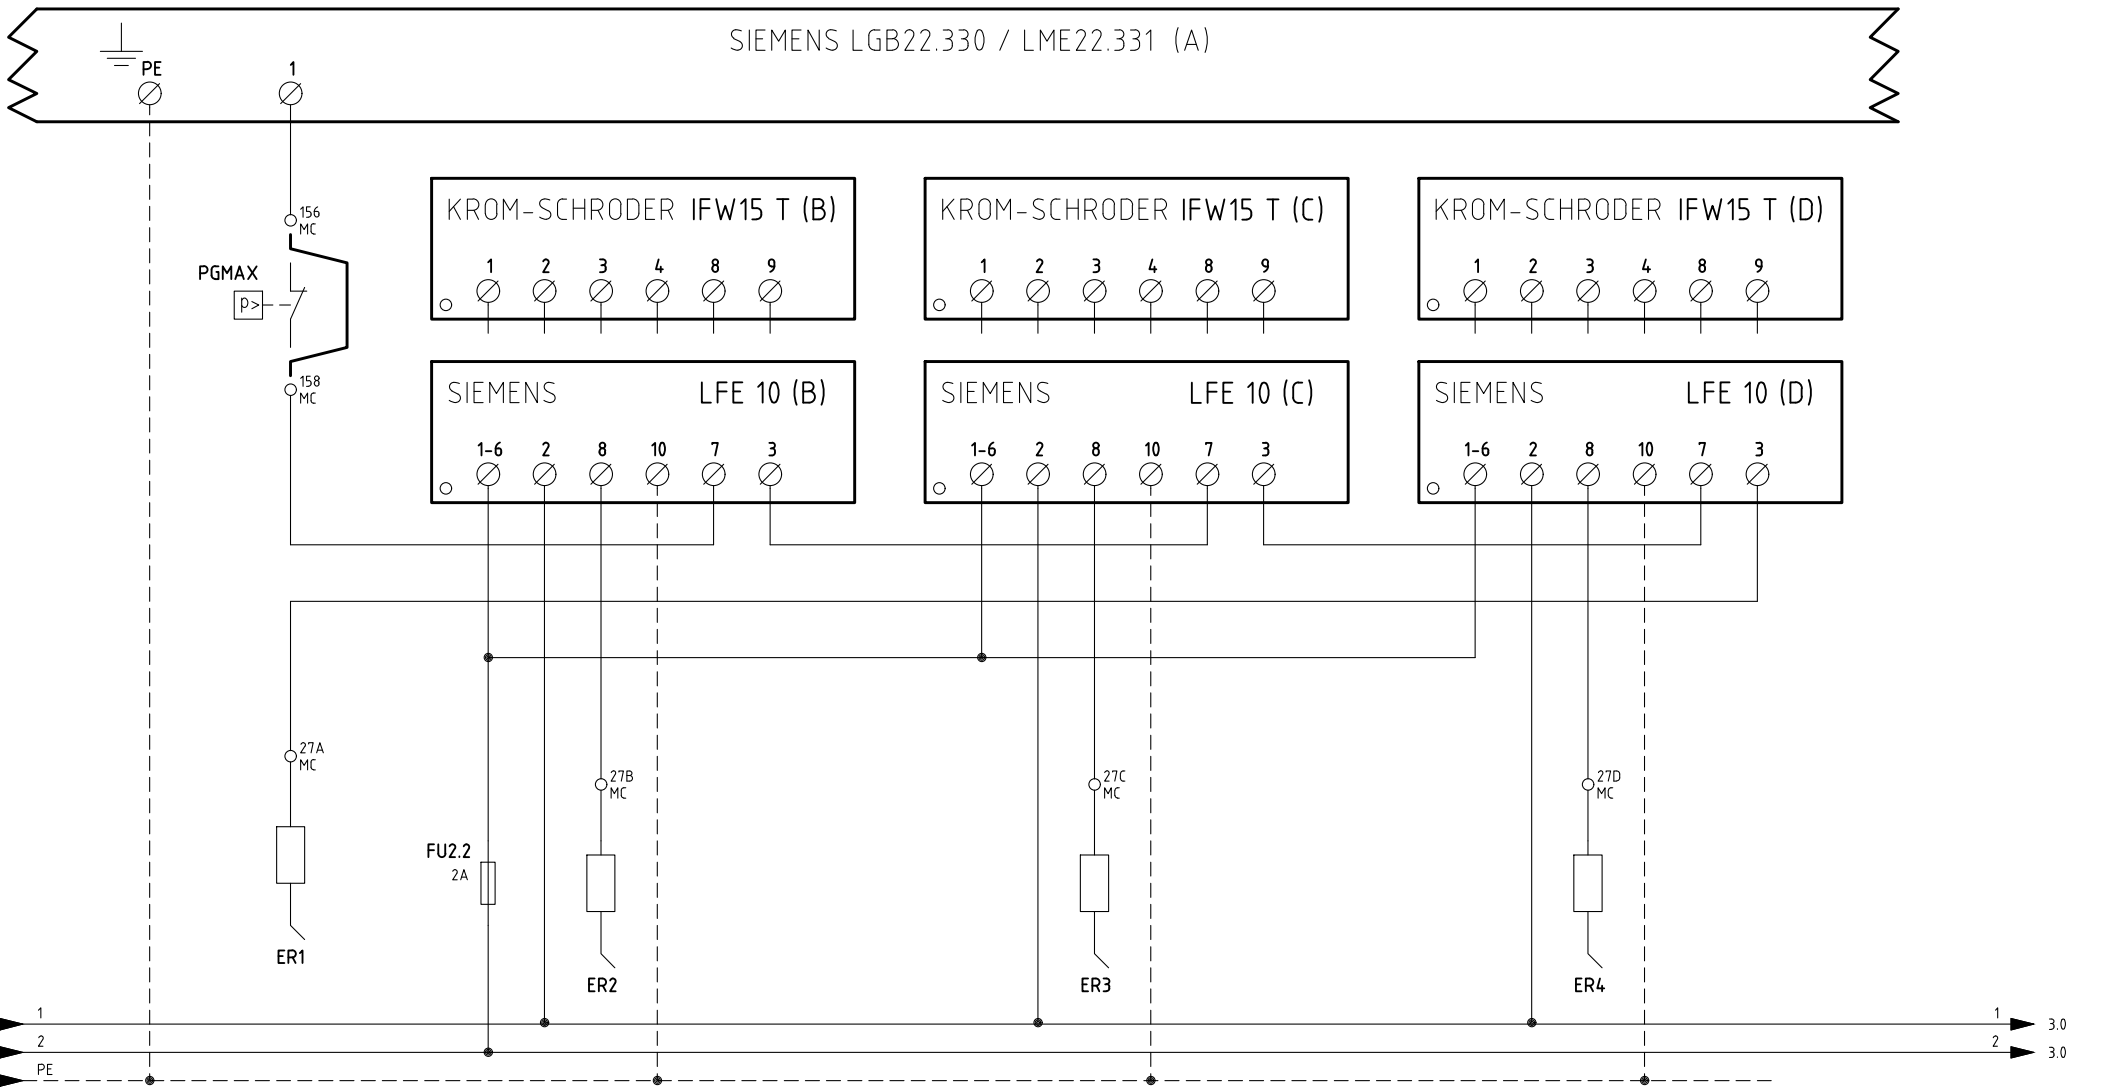 SIEMENS LGB22.330 / LME22.331 (A)
PE
1
156
MC
PGMAX
p>
158
MC
KROM-SCHRODER IFW15 T (B)
1 2 3 4 8 9
KROM-SCHRODER IFW15 T (C)
1 2 3 4 8 9
KROM-SCHRODER IFW15 T (D)
1 2 3 4 8 9
SIEMENS LFE 10 (B)
1-6 2 8 10 7 3
SIEMENS LFE 10 (C)
1-6 2 8 10 7 3
SIEMENS LFE 10 (D)
1-6 2 8 10 7 3
27A
MC
27B
MC
27C
MC
27D
MC
FU2.2
2A
ER1
ER2
ER3
ER4
1 1 3.0
2 2 3.0
PE